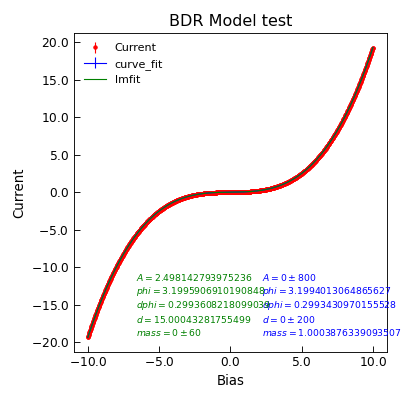 BDR Model test
Current
curve_fit
lmfit
Current
20.0
15.0
10.0
5.0
0.0
−5.0
−10.0
−15.0
−20.0
A = 2.498142793975236
phi = 3.1995906910190848
dphi = 0.2993608218099039
d = 15.00043281755499
mass = 0 ± 60
A = 0 ± 800
phi = 3.1994013064865627
dphi = 0.2993430970155528
d = 0 ± 200
mass = 1.0003876339093507
−10.0 −5.0 0.0 5.0 10.0
Bias